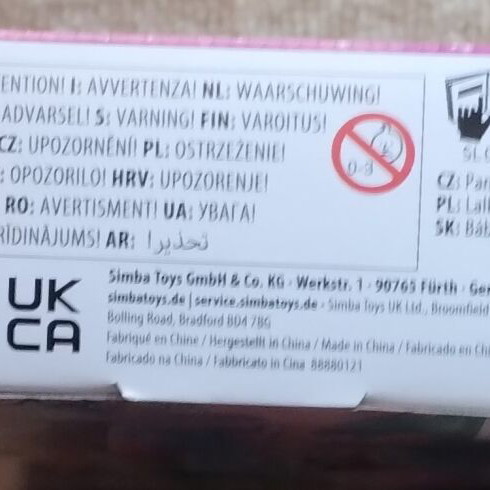 ENTION! I: AVVERTENZA! NL: WAARSCHUWING!
ADVARSEL! S: VARNING! FIN: VAROITUS!
CZ: UPOZORNĚNÍ! PL: OSTRZEŻENIE!
: OPOZORILO! HRV: UPOZORENJE!
RO: AVERTISMENT! UA: УВАГА!
RĪDINĀJUMS! AR: تحذير!
0-3
CZ: Pan
PL: Lall
SK: Báb
UK
CA
Simba Toys GmbH & Co. KG · Werkstr. 1 · 90765 Fürth · Ger
simbatoys.de | service.simbatoys.de · Simba Toys UK Ltd., Broomfield
Bolling Road, Bradford BD4 7BG
Fabriqué en Chine / Hergestellt in China / Made in China / Fabricado en Chi
Fabricado na China / Fabbricato in Cina 88880121